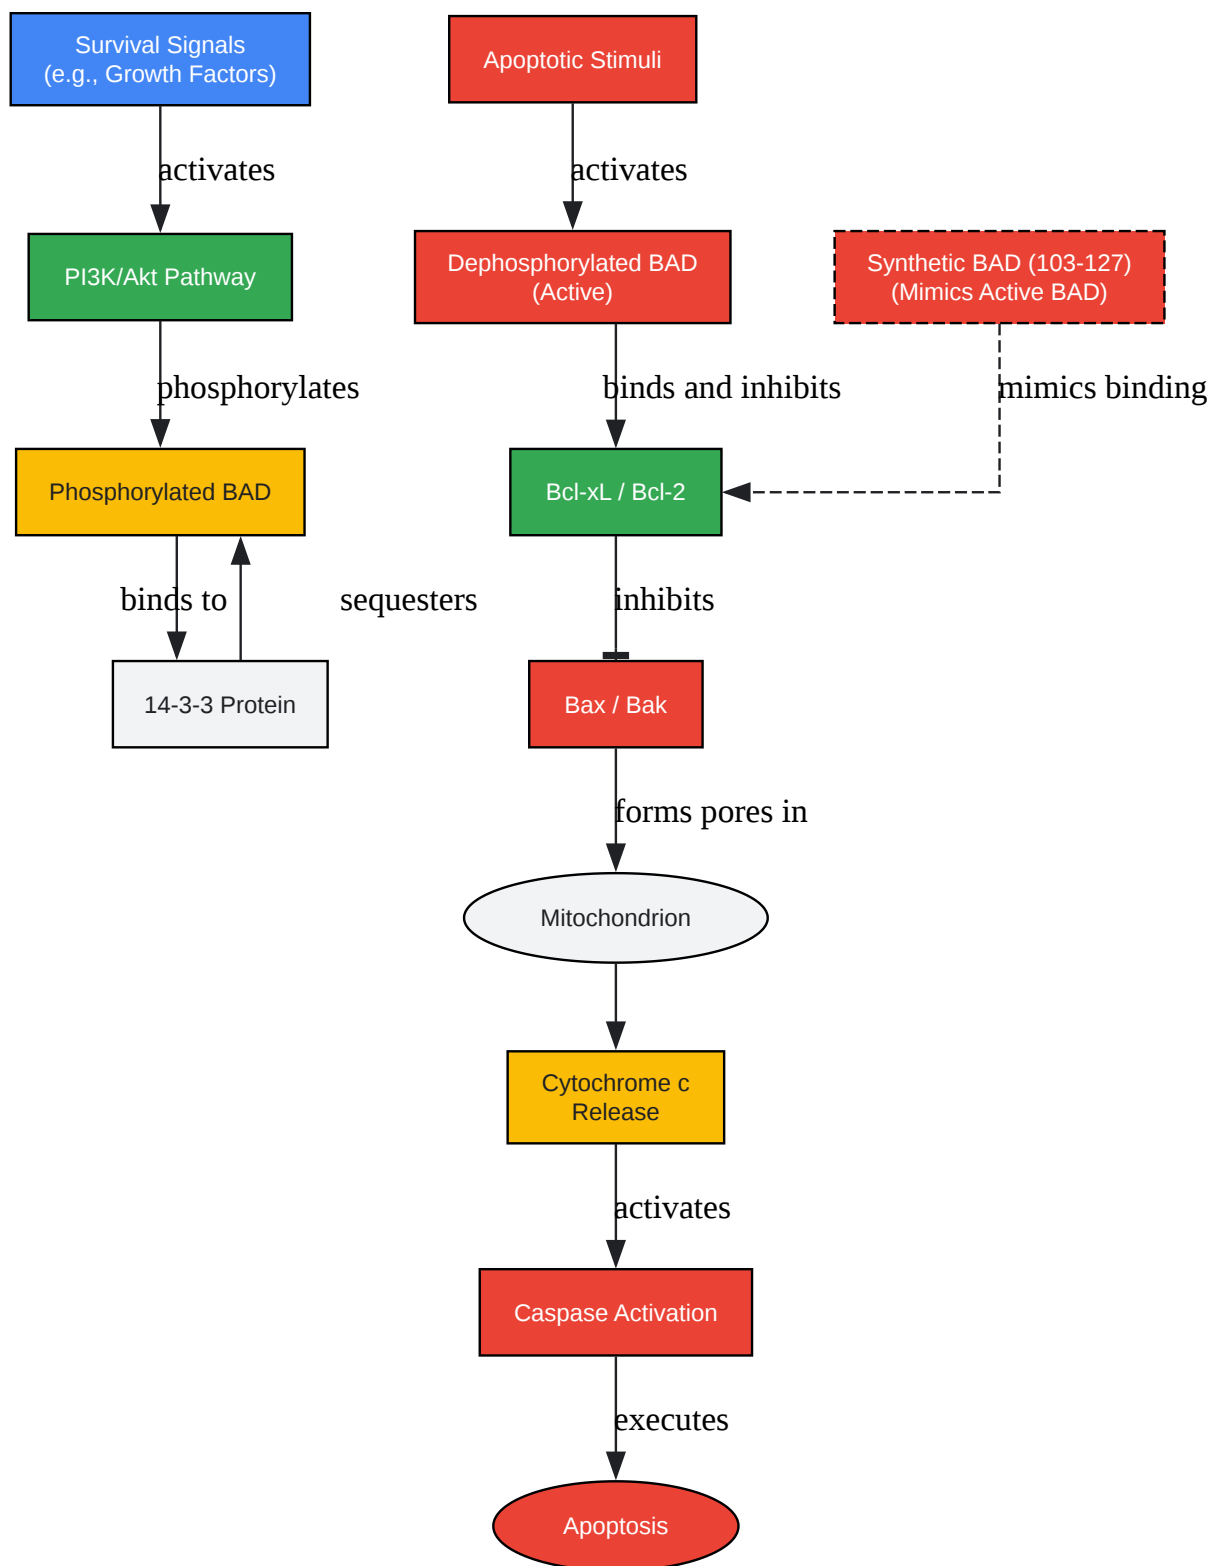 Survival Signals
(e.g., Growth Factors)
Apoptotic Stimuli
activates
activates
PI3K/Akt Pathway
Dephosphorylated BAD
(Active)
Synthetic BAD (103-127)
(Mimics Active BAD)
phosphorylates
binds and inhibits
mimics binding
Phosphorylated BAD
Bcl-xL / Bcl-2
binds to
sequesters
inhibits
14-3-3 Protein
Bax / Bak
forms pores in
Mitochondrion
Cytochrome c
Release
activates
Caspase Activation
executes
Apoptosis